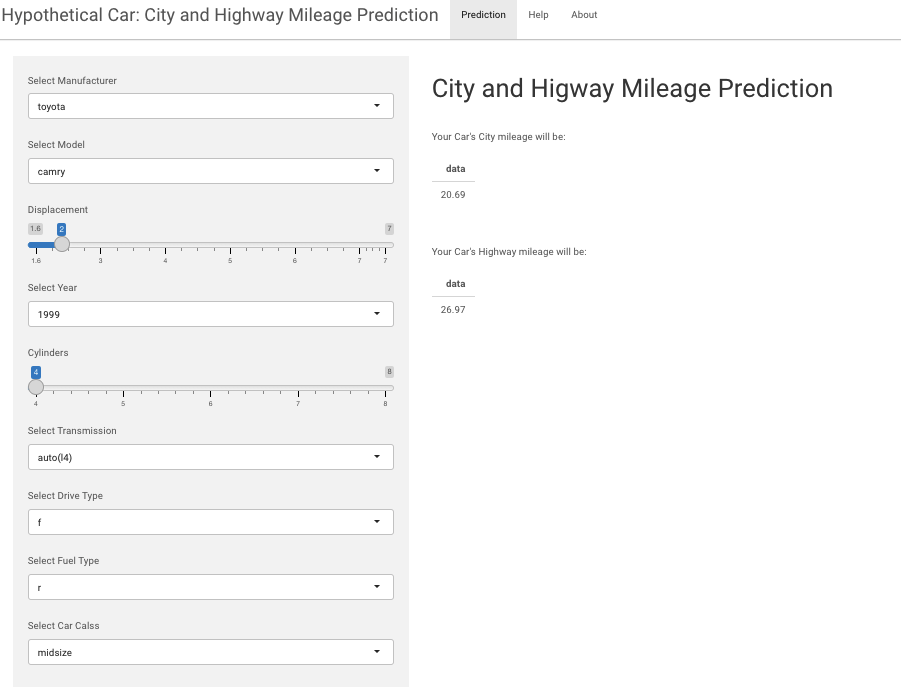 Hypothetical Car: City and Highway Mileage Prediction Prediction Help About
Select Manufacturer
toyota
Select Model
camry
Displacement
1.6 2 7
1.6 3 4 5 6 7 7
Select Year
1999
Cylinders
4 8
4 5 6 7 8
Select Transmission
auto(l4)
Select Drive Type
f
Select Fuel Type
r
Select Car Calss
midsize
City and Higway Mileage Prediction
Your Car's City mileage will be:
data
20.69
Your Car's Highway mileage will be:
data
26.97